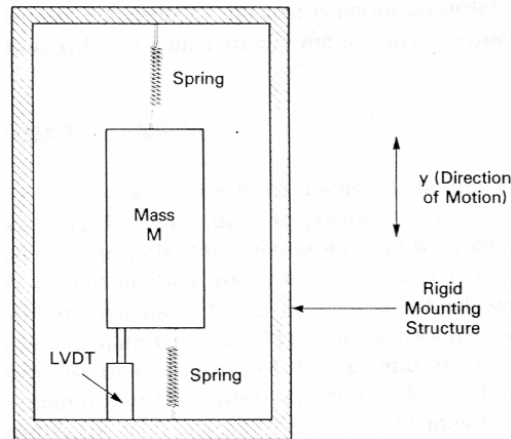 Spring
Mass
M
y (Direction
of Motion)
Rigid
Mounting
Structure
LVDT
Spring